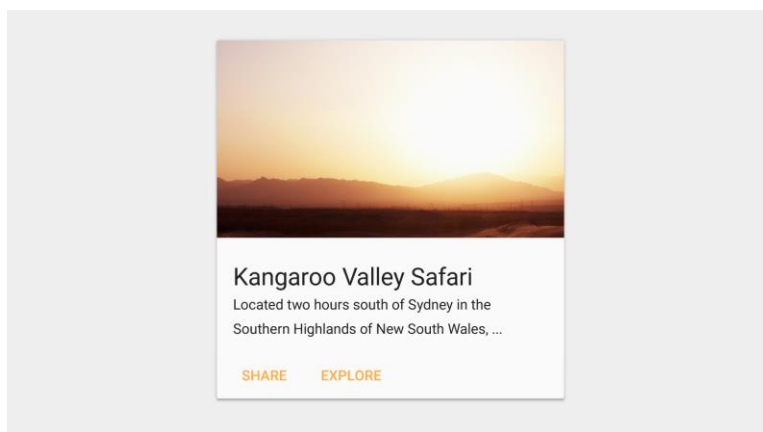 Kangaroo Valley Safari
Located two hours south of Sydney in the
Southern Highlands of New South Wales, ...
SHARE EXPLORE